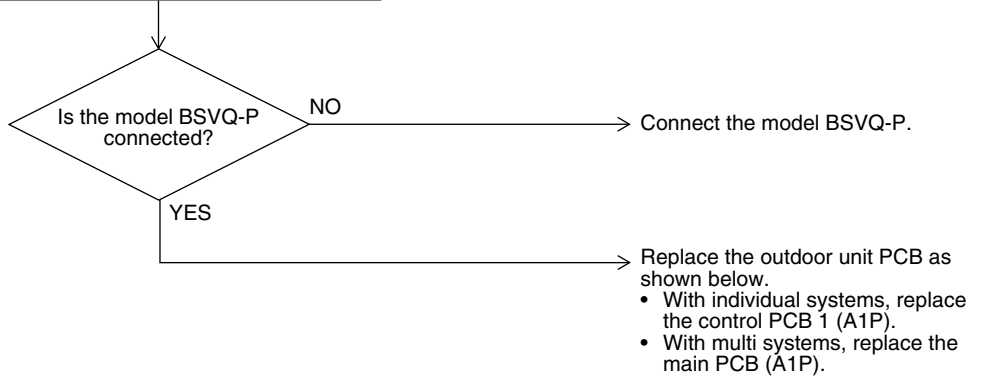 Is the model BSVQ-P
connected?
NO
Connect the model BSVQ-P.
YES
Replace the outdoor unit PCB as
shown below.
• With individual systems, replace
the control PCB 1 (A1P).
• With multi systems, replace the
main PCB (A1P).